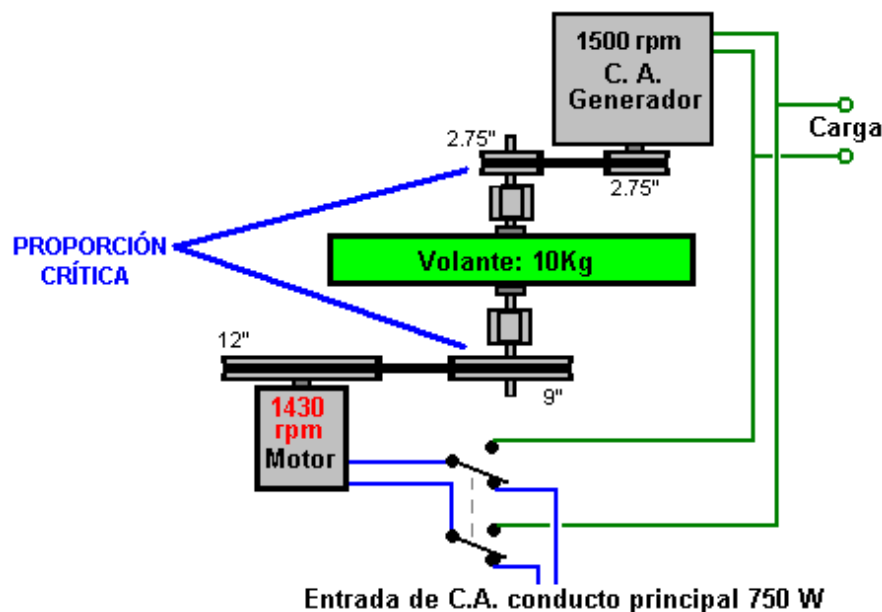 1500 rpm
C. A.
Generador
Carga
2.75"
2.75"
PROPORCIÓN
CRÍTICA
Volante: 10Kg
12"
9"
1430
rpm
Motor
Entrada de C.A. conducto principal 750 W